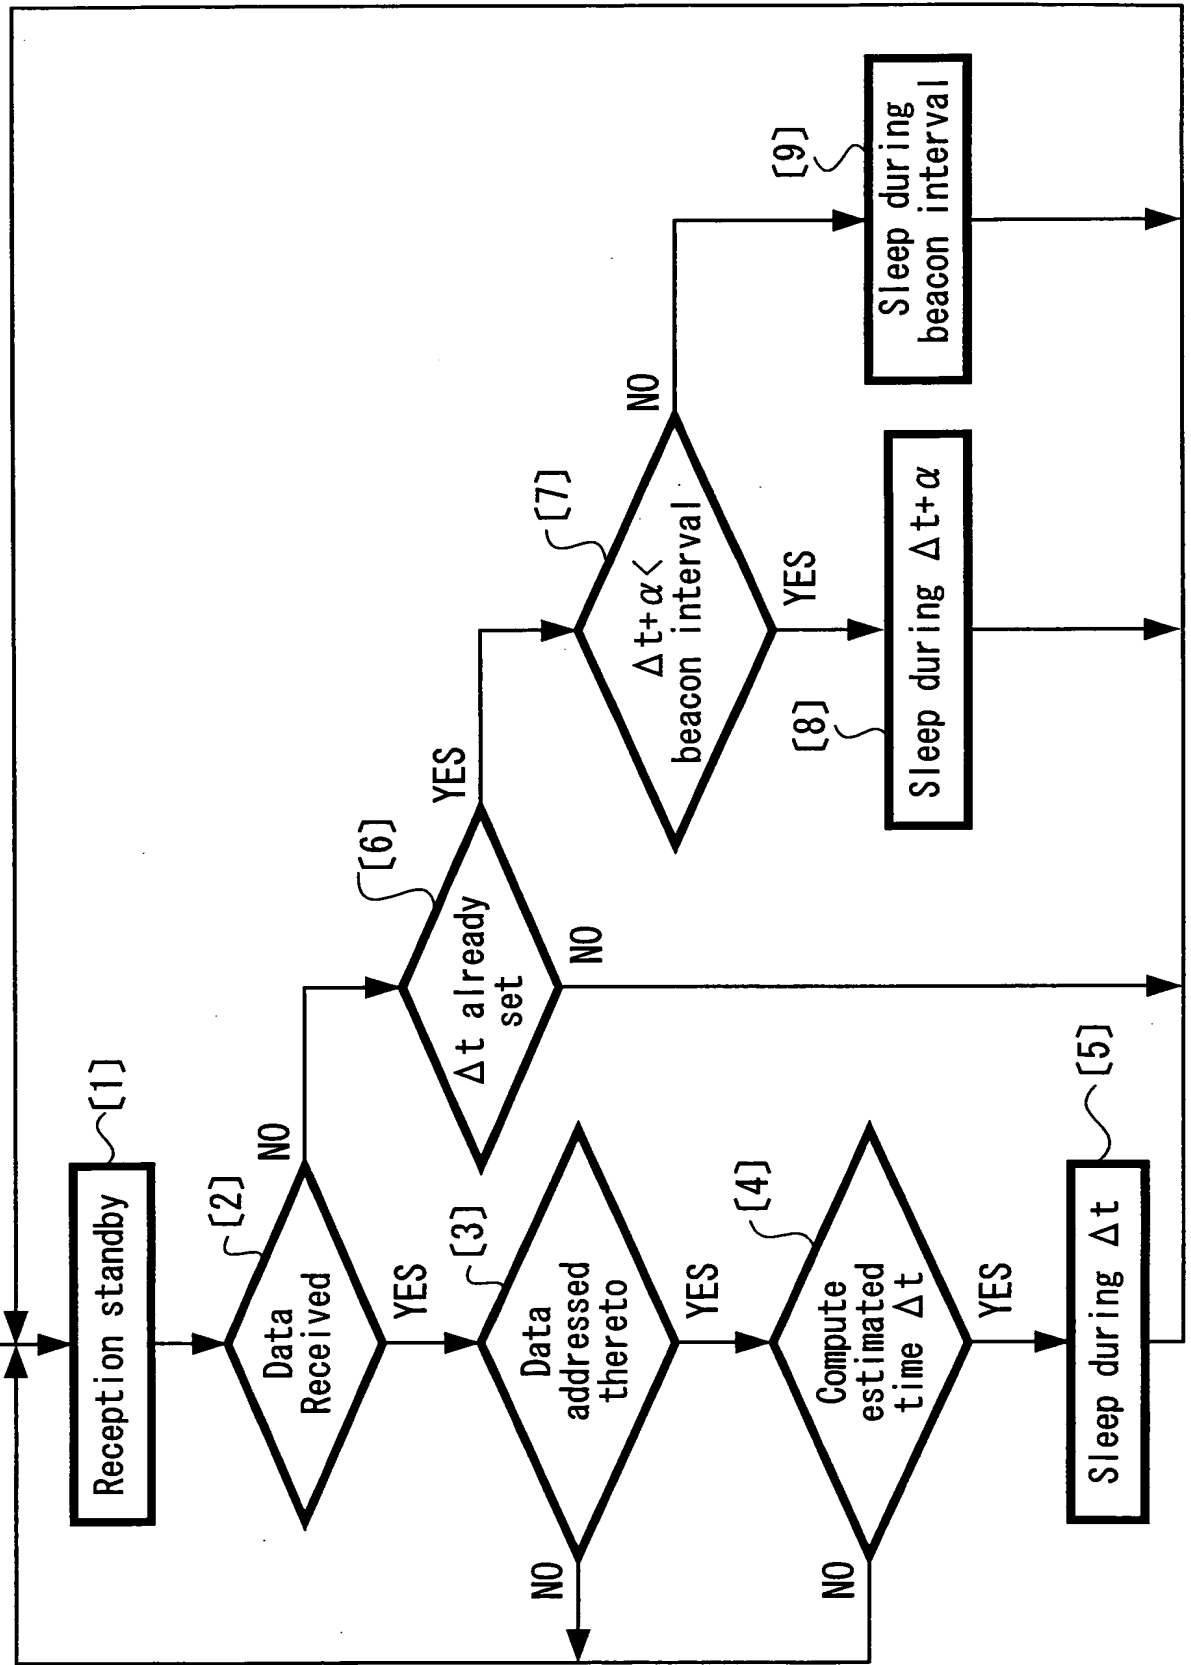 Reception standby
[1]
Data
Received
[2]
NO
YES
Data
addressed
thereto
[3]
NO
YES
Compute
estimated
time Δt
[4]
NO
YES
Sleep during Δt
[5]
Δt already
set
[6]
YES
NO
Δt+α<
beacon interval
[7]
NO
YES
Sleep during Δt+α
[8]
Sleep during
beacon interval
[9]